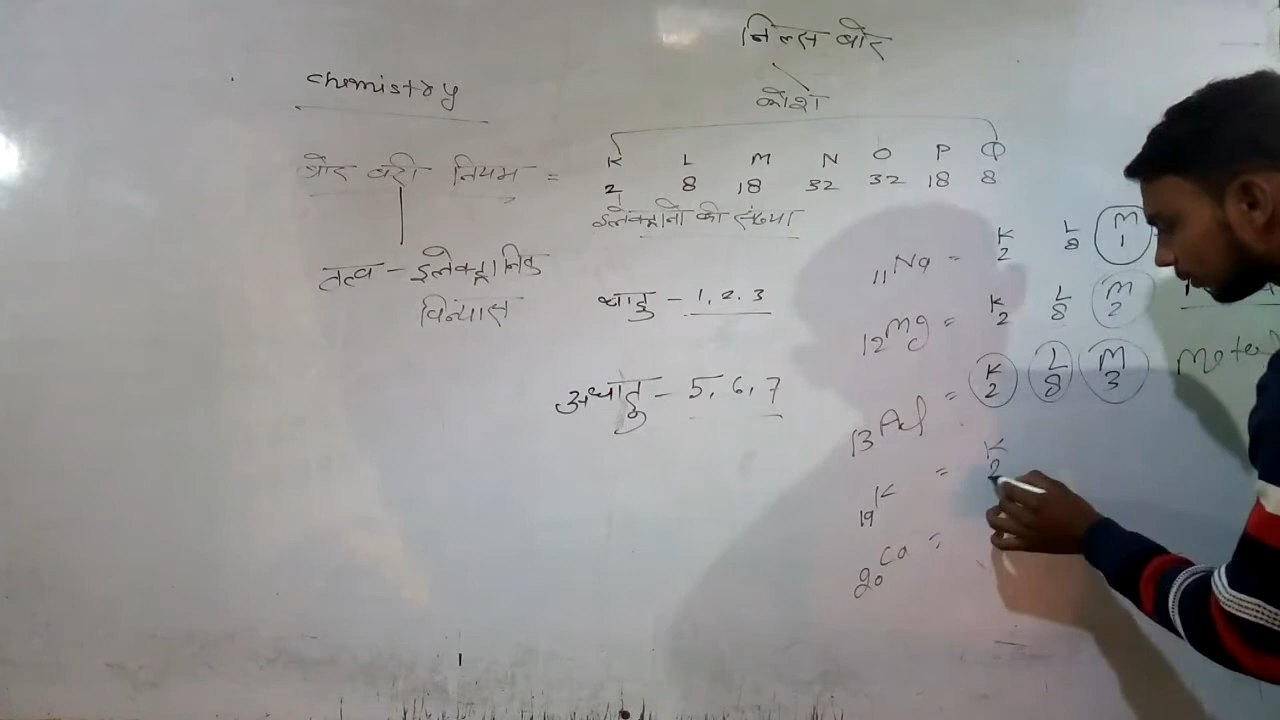 chemistry
निल्स बोर
कोशो
बोर बरी नियम = K L M N O P Q
2 8 18 32 32 18 8
इलेक्ट्रानो की संख्या
तत्व - इलेक्ट्रानिक
विन्यास
धातु - 1, 2, 3
अधातु - 5, 6, 7
11Na = K L M
2 8 1
12Mg = K L M
2 8 2
13Al = K L M
2 8 3
19K = K
2
20Ca =